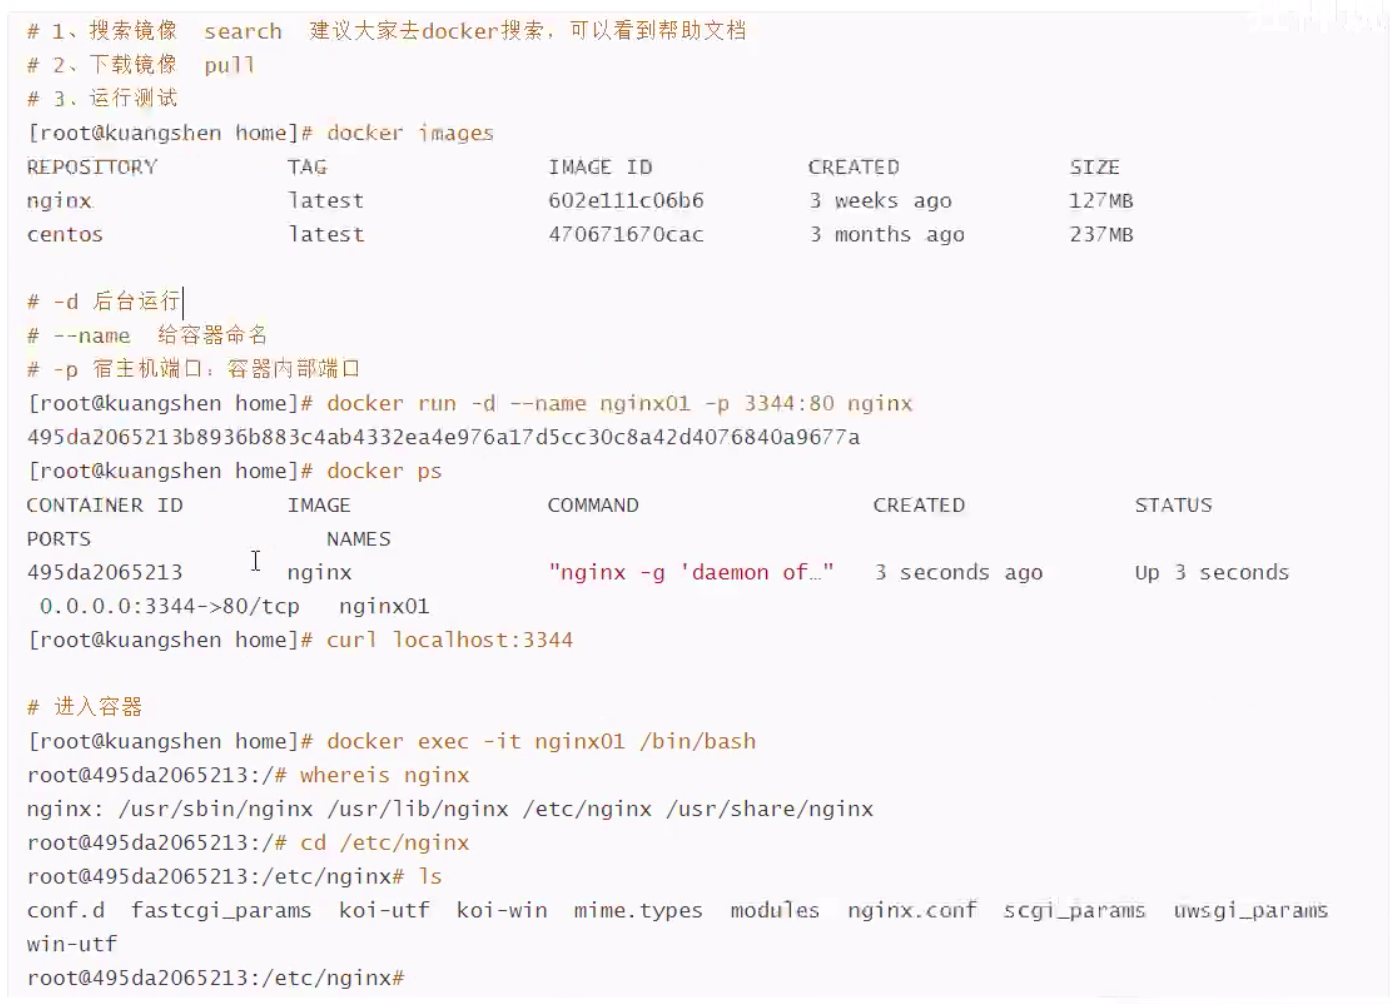 # 1、搜索镜像 search 建议大家去docker搜索，可以看到帮助文档
# 2、下载镜像 pull
# 3、运行测试
[root@kuangshen home]# docker images
REPOSITORY TAG IMAGE ID CREATED SIZE
nginx latest 602e111c06b6 3 weeks ago 127MB
centos latest 470671670cac 3 months ago 237MB
# -d 后台运行
# --name 给容器命名
# -p 宿主机端口：容器内部端口
[root@kuangshen home]# docker run -d --name nginx01 -p 3344:80 nginx
495da2065213b8936b883c4ab4332ea4e976a17d5cc30c8a42d4076840a9677a
[root@kuangshen home]# docker ps
CONTAINER ID IMAGE COMMAND CREATED STATUS
PORTS NAMES
495da2065213 nginx "nginx -g 'daemon of…" 3 seconds ago Up 3 seconds
0.0.0.0:3344->80/tcp nginx01
[root@kuangshen home]# curl localhost:3344
# 进入容器
[root@kuangshen home]# docker exec -it nginx01 /bin/bash
root@495da2065213:/# whereis nginx
nginx: /usr/sbin/nginx /usr/lib/nginx /etc/nginx /usr/share/nginx
root@495da2065213:/# cd /etc/nginx
root@495da2065213:/etc/nginx# ls
conf.d fastcgi_params koi-utf koi-win mime.types modules nginx.conf scgi_params uwsgi_params
win-utf
root@495da2065213:/etc/nginx#